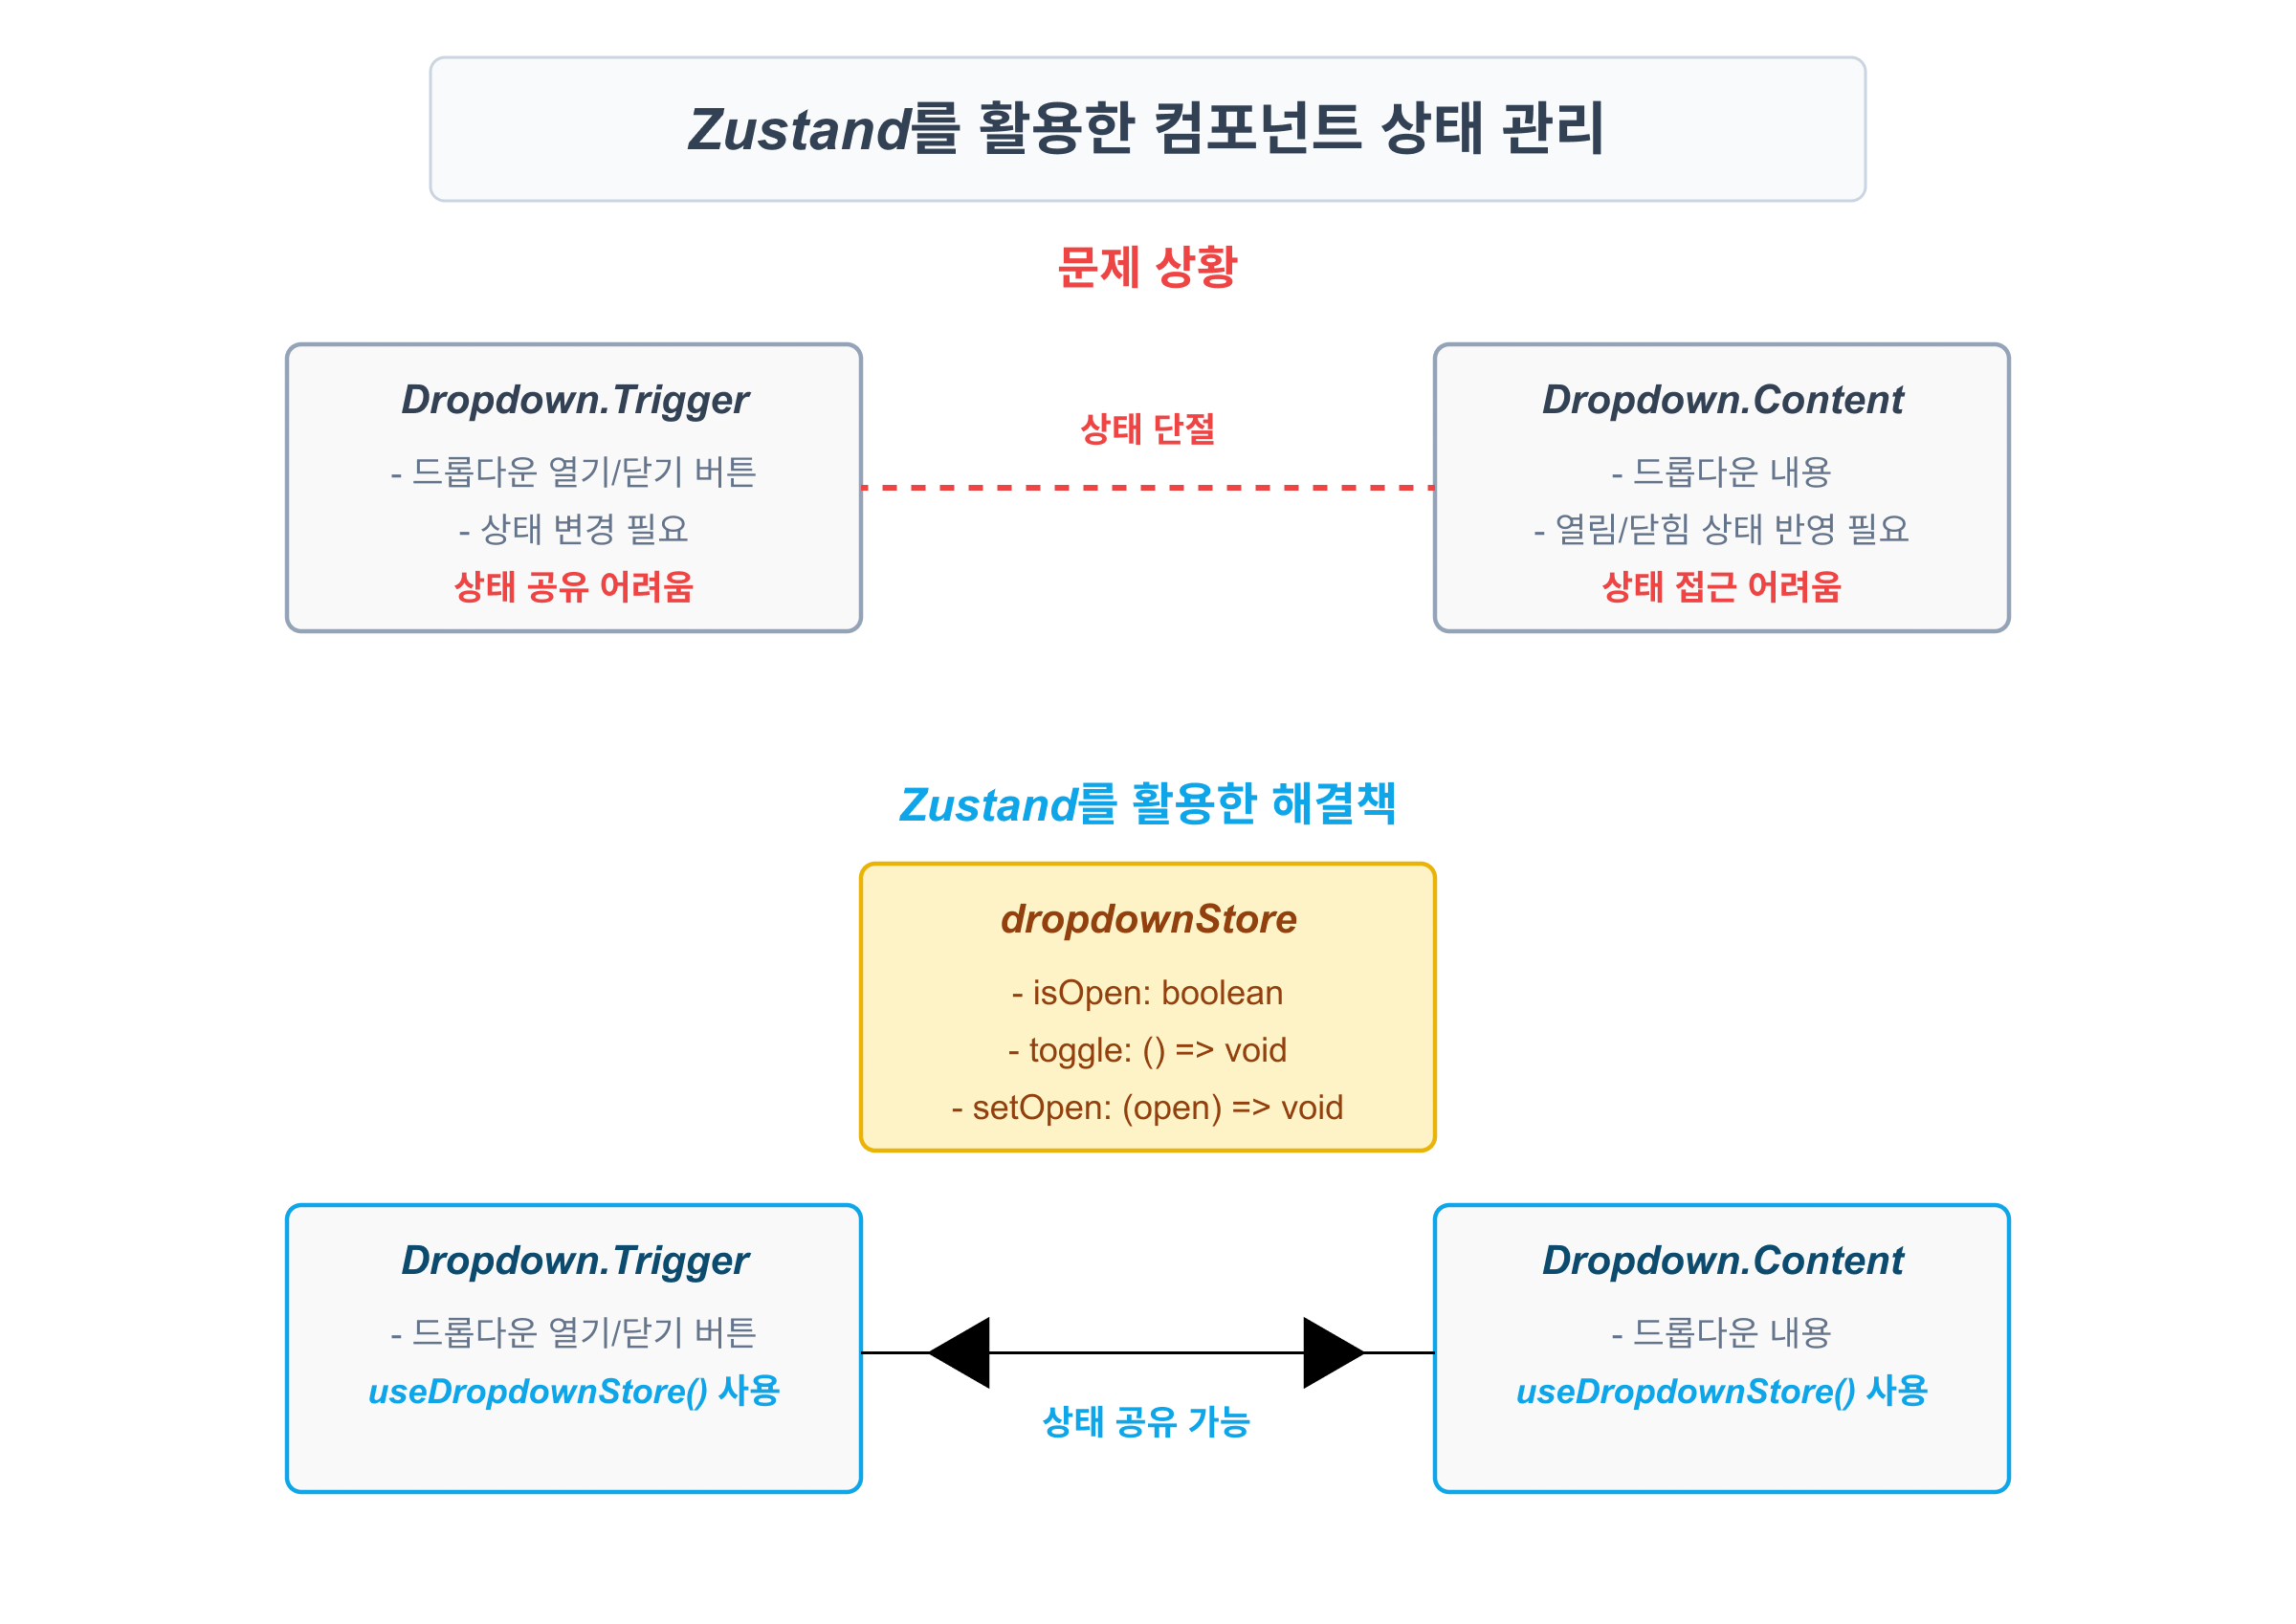 Zustand를 활용한 컴포넌트 상태 관리
문제 상황
Dropdown.Trigger
- 드롭다운 열기/닫기 버튼
- 상태 변경 필요
상태 공유 어려움
상태 단절
Dropdown.Content
- 드롭다운 내용
- 열림/닫힘 상태 반영 필요
상태 접근 어려움
Zustand를 활용한 해결책
dropdownStore
- isOpen: boolean
- toggle: () => void
- setOpen: (open) => void
Dropdown.Trigger
- 드롭다운 열기/닫기 버튼
useDropdownStore() 사용
상태 공유 가능
Dropdown.Content
- 드롭다운 내용
useDropdownStore() 사용